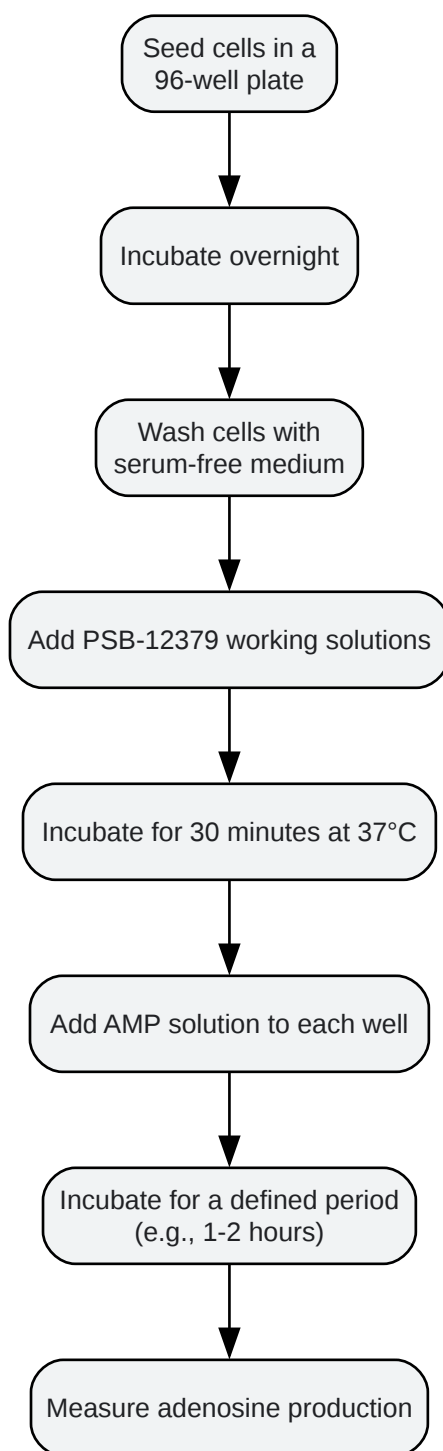 Seed cells in a
96-well plate
Incubate overnight
Wash cells with
serum-free medium
Add PSB-12379 working solutions
Incubate for 30 minutes at 37°C
Add AMP solution to each well
Incubate for a defined period
(e.g., 1-2 hours)
Measure adenosine production